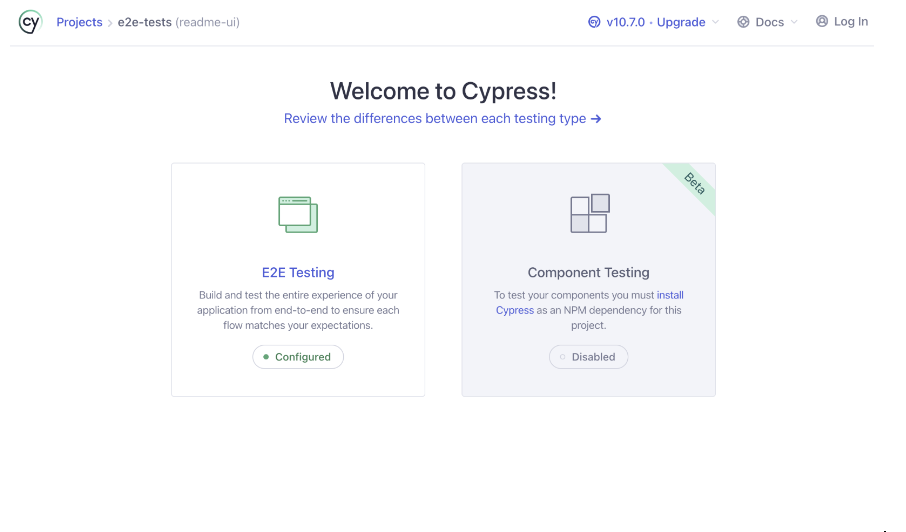 cy Projects > e2e-tests (readme-ui) cy v10.7.0 · Upgrade Docs Log In
Welcome to Cypress!
Review the differences between each testing type →
Beta
E2E Testing
Build and test the entire experience of your
application from end-to-end to ensure each
flow matches your expectations.
Configured
Component Testing
To test your components you must install
Cypress as an NPM dependency for this
project.
Disabled